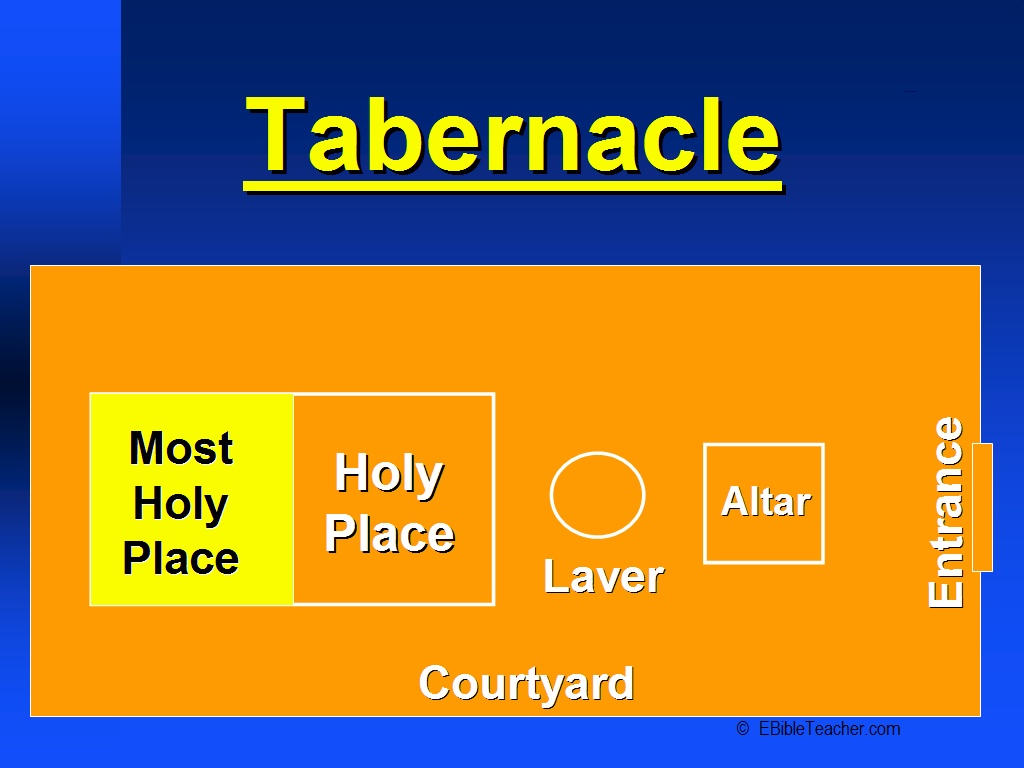 Tabernacle
Most
Holy
Place
Holy
Place
Laver
Altar
Entrance
Courtyard
© EBibleTeacher.com